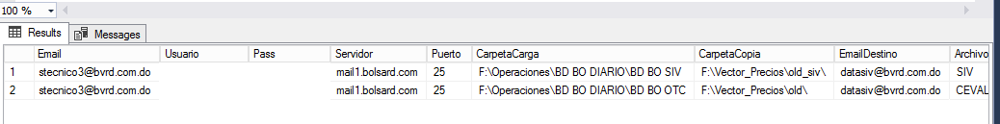 100 %
Results Messages
Email Usuario Pass Servidor Puerto CarpetaCarga CarpetaCopia EmailDestino Archivo
1 stecnico3@bvrd.com.do mail1.bolsard.com 25 F:\Operaciones\BD BO DIARIO\BD BO SIV F:\Vector_Precios\old_siv\ datasiv@bvrd.com.do SIV
2 stecnico3@bvrd.com.do mail1.bolsard.com 25 F:\Operaciones\BD BO DIARIO\BD BO OTC F:\Vector_Precios\old\ datasiv@bvrd.com.do CEVAL